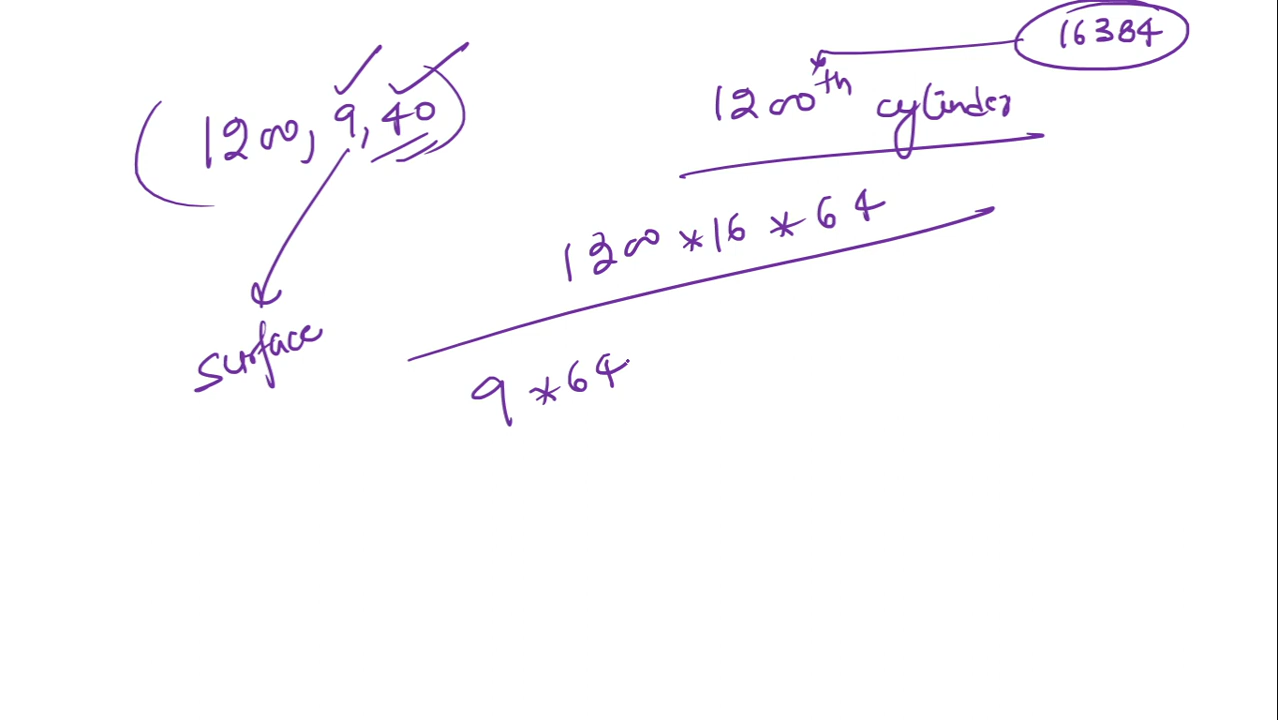 16384
(1200, 9, 40)
1200th cylinder
1200 * 16 * 64
surface
9 * 64